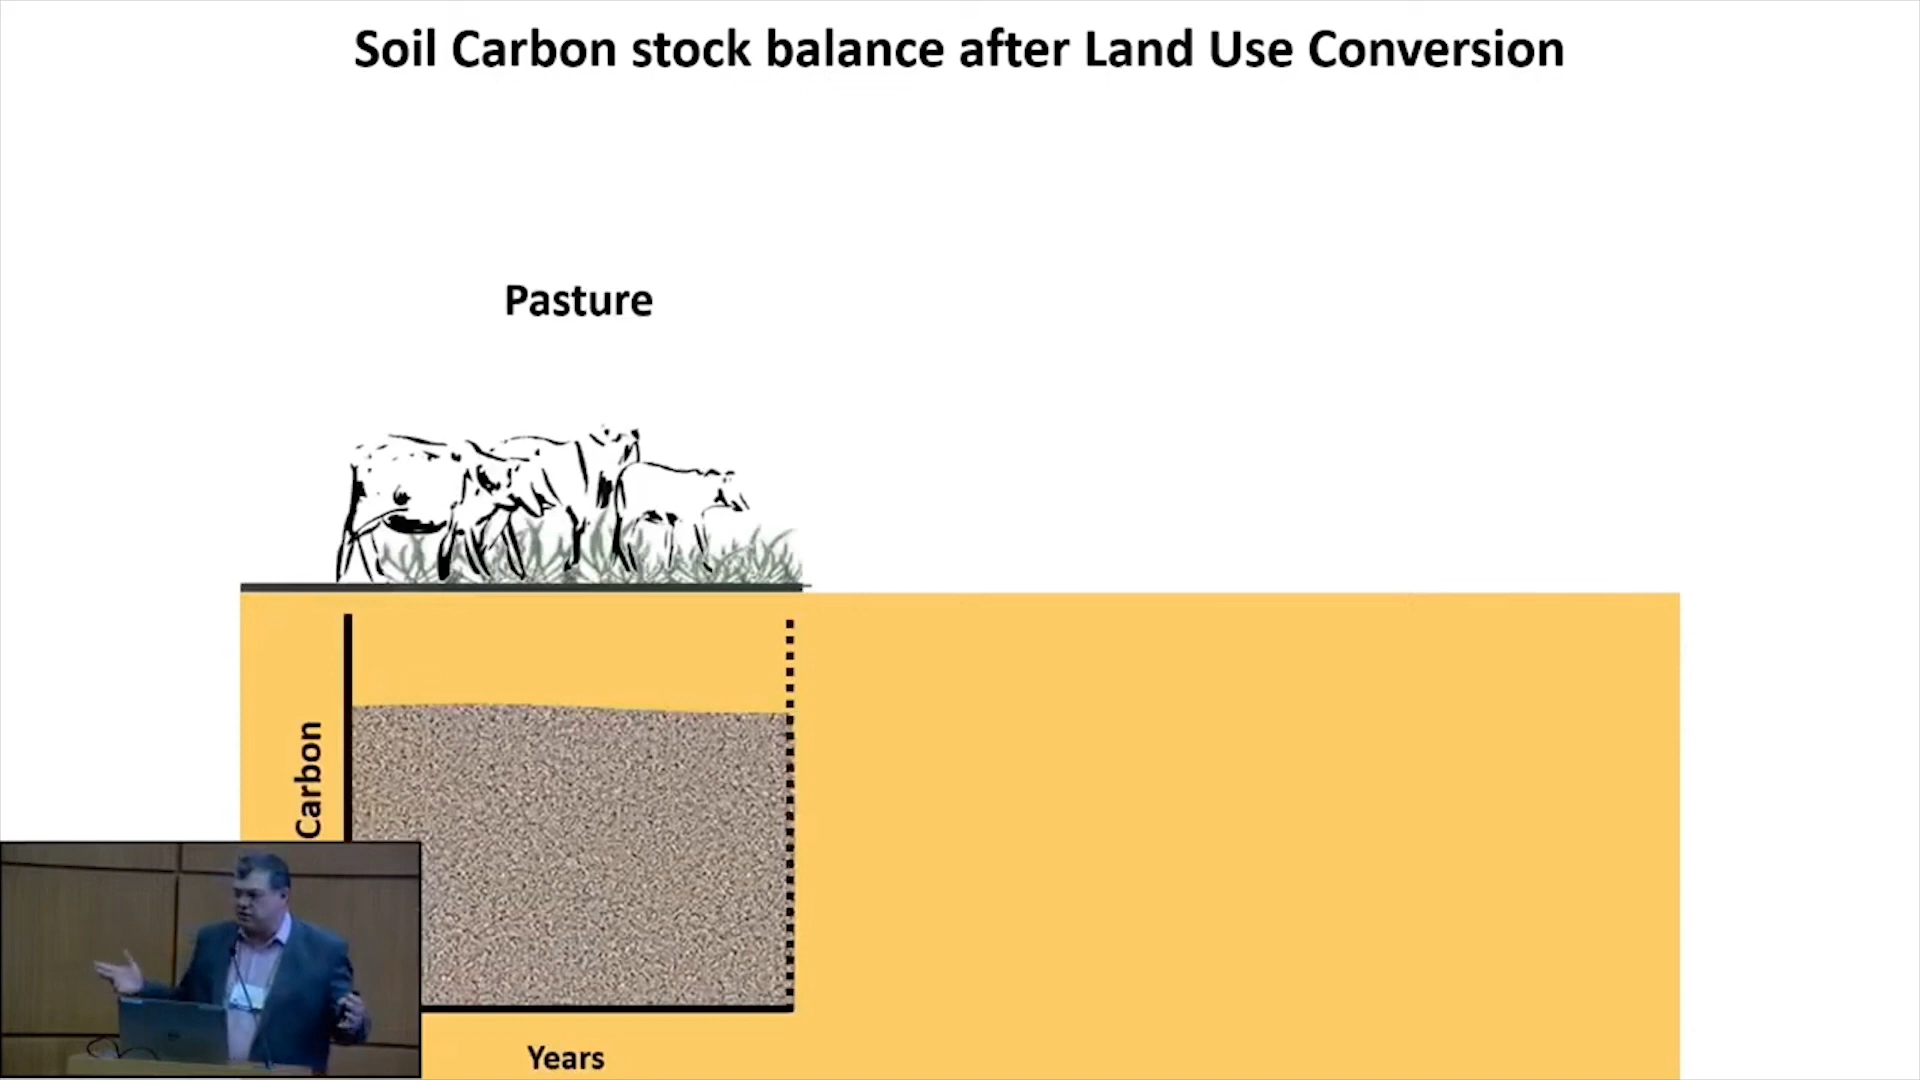 Soil Carbon stock balance after Land Use Conversion
Pasture
Carbon
Years